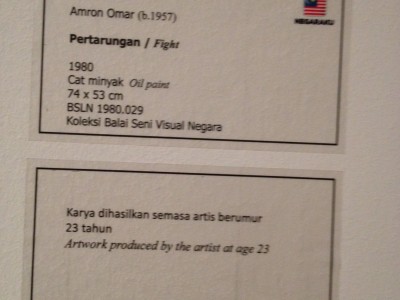 Amron Omar (b.1957)
NEGARAKU
Pertarungan / Fight
1980
Cat minyak Oil paint
74 x 53 cm
BSLN 1980.029
Koleksi Balai Seni Visual Negara
Karya dihasilkan semasa artis berumur
23 tahun
Artwork produced by the artist at age 23